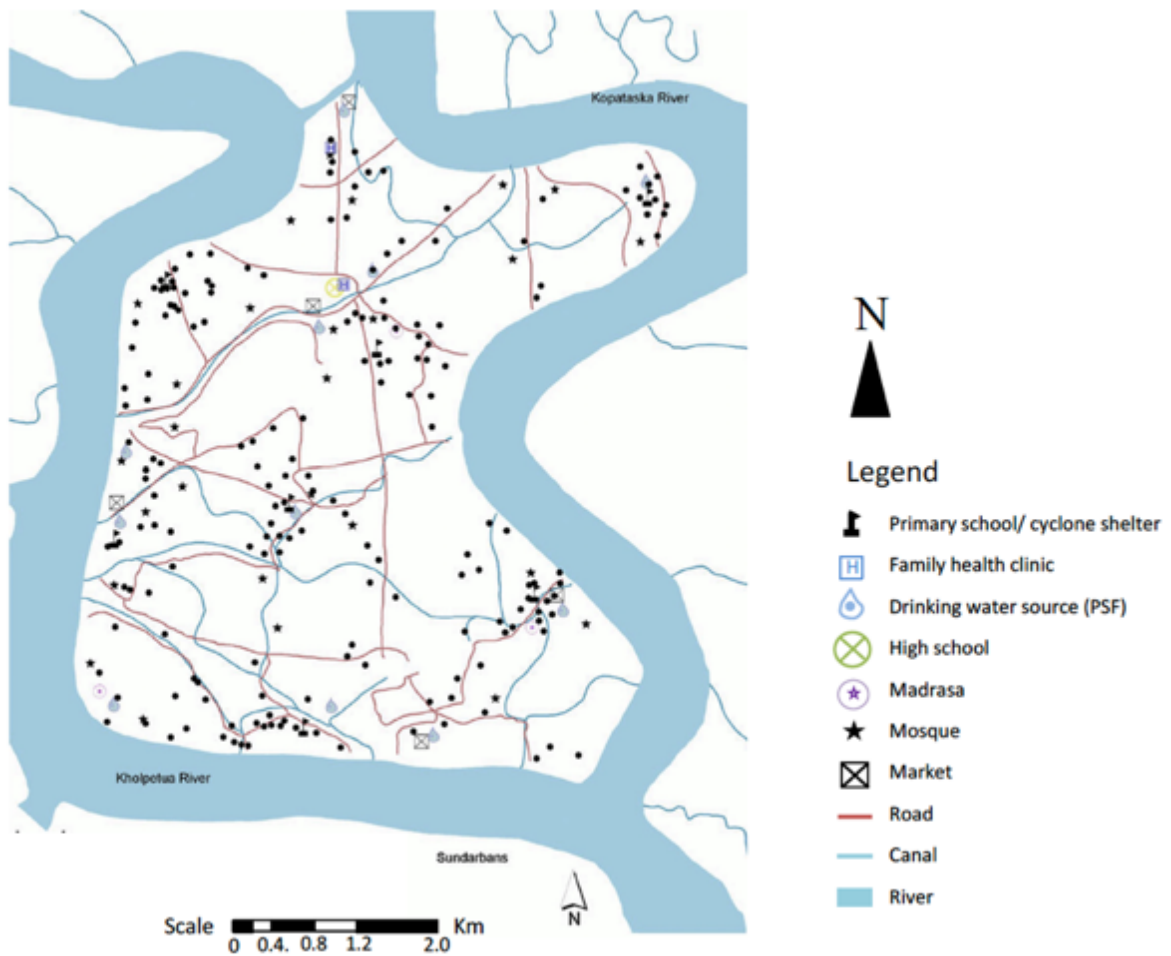 Kopataska River
N
Legend
Primary school/ cyclone shelter
H Family health clinic
Drinking water source (PSF)
High school
Madrasa
Mosque
Market
Road
Canal
River
H
H
Kholpetua River
Sundarbans
N
Scale Km
0 0.4. 0.8 1.2 2.0